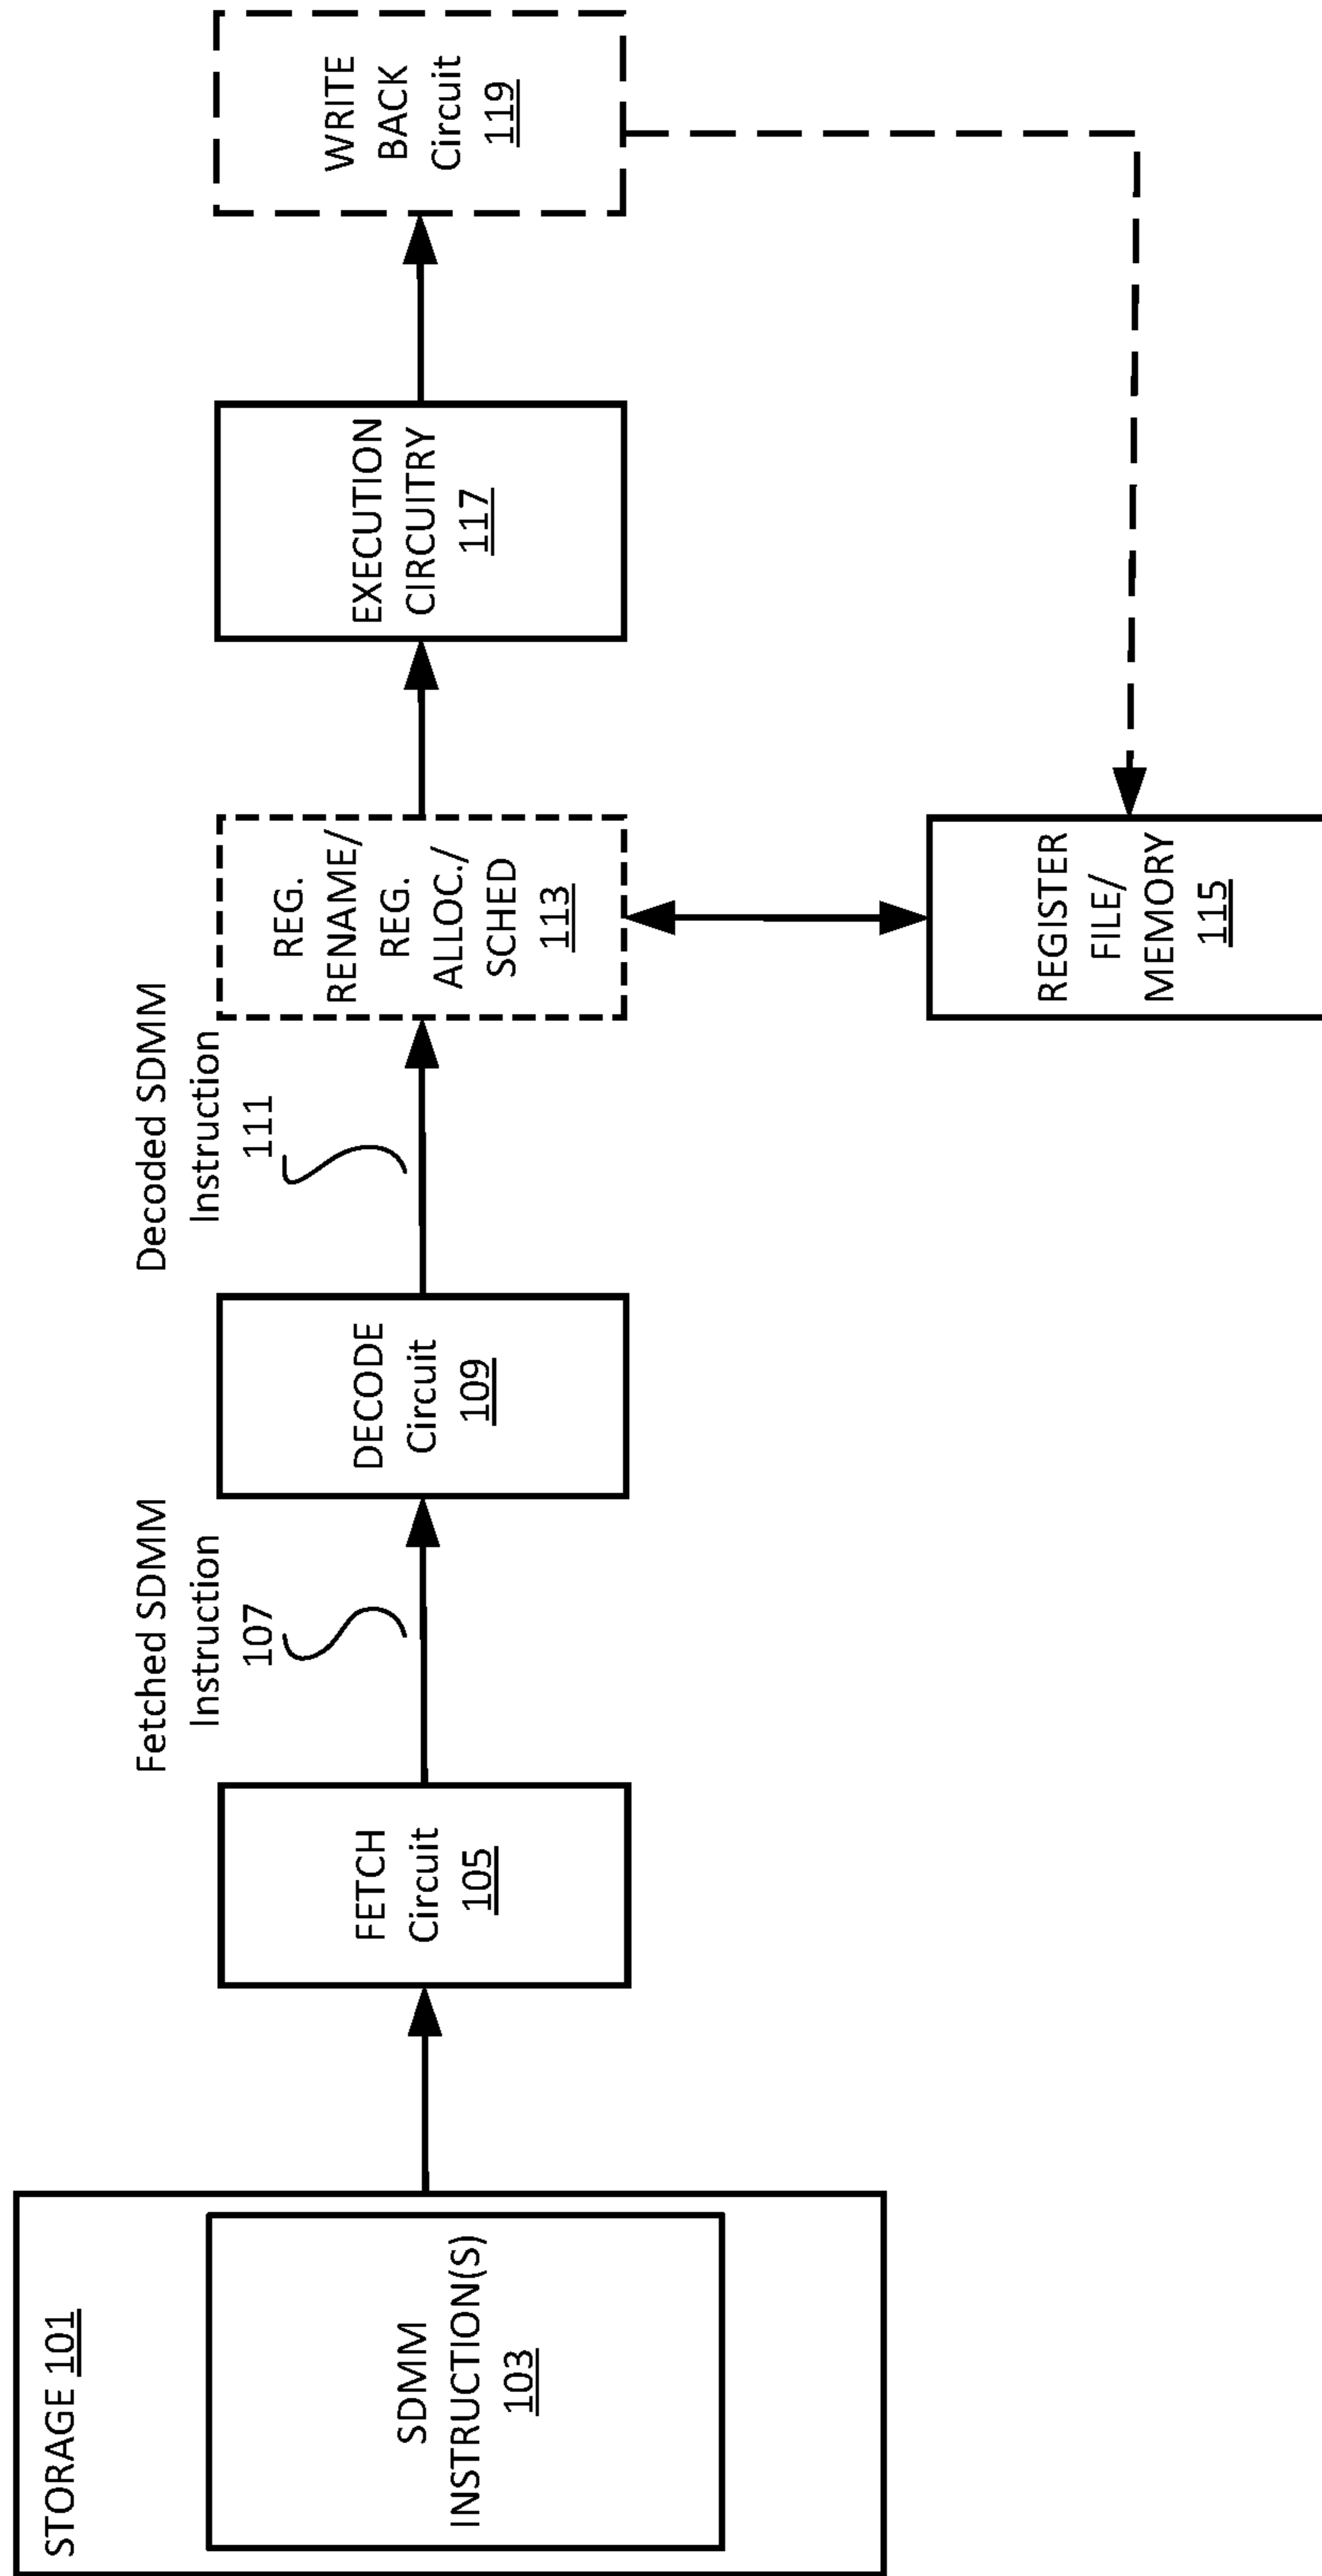 STORAGE 101
SDMM
INSTRUCTION(S)
103
FETCH
Circuit
105
Fetched SDMM
Instruction
107
DECODE
Circuit
109
Decoded SDMM
Instruction
111
REG.
RENAME/
REG.
ALLOC./
SCHED
113
REGISTER
FILE/
MEMORY
115
EXECUTION
CIRCUITRY
117
WRITE
BACK
Circuit
119